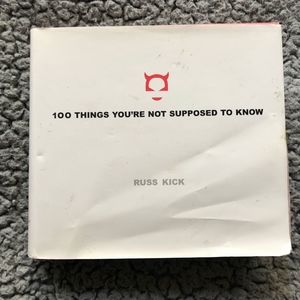 100 THINGS YOU'RE NOT SUPPOSED TO KNOW
RUSS KICK